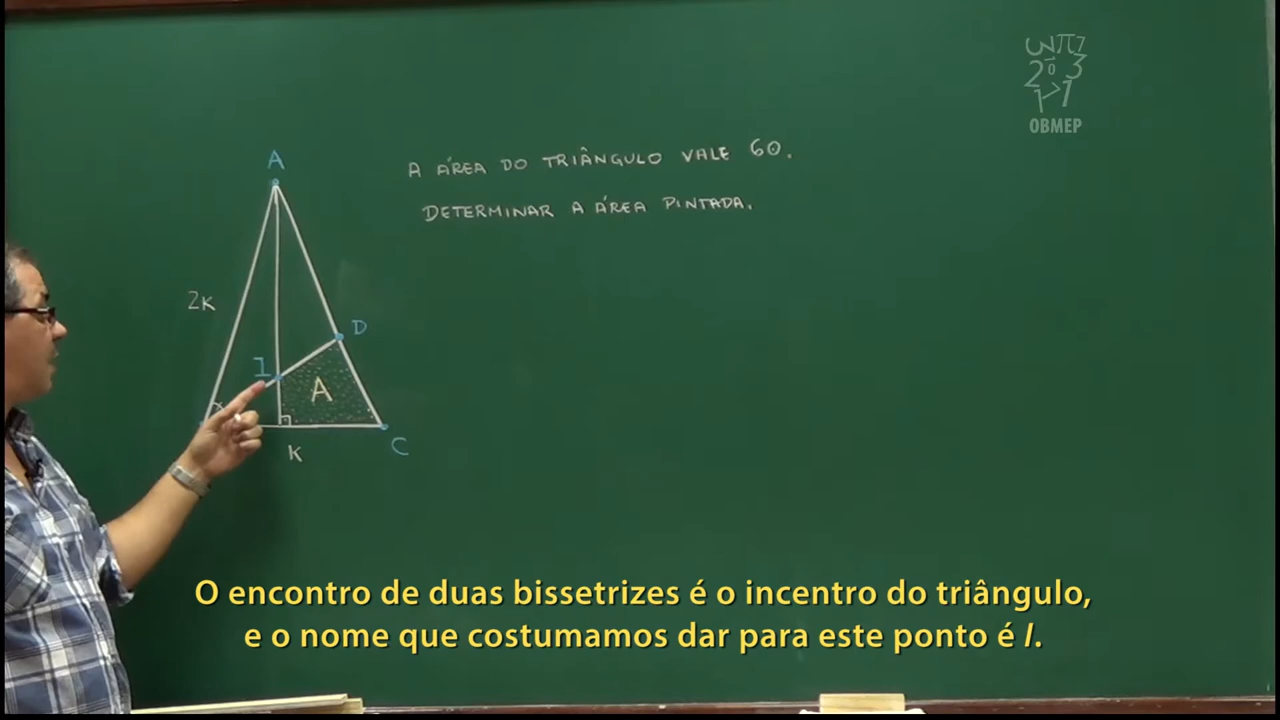 OBMEP
A ÁREA DO TRIÂNGULO VALE 60.
DETERMINAR A ÁREA PINTADA.
A
2K
D
I
A
K
C
O encontro de duas bissetrizes é o incentro do triângulo,
e o nome que costumamos dar para este ponto é I.